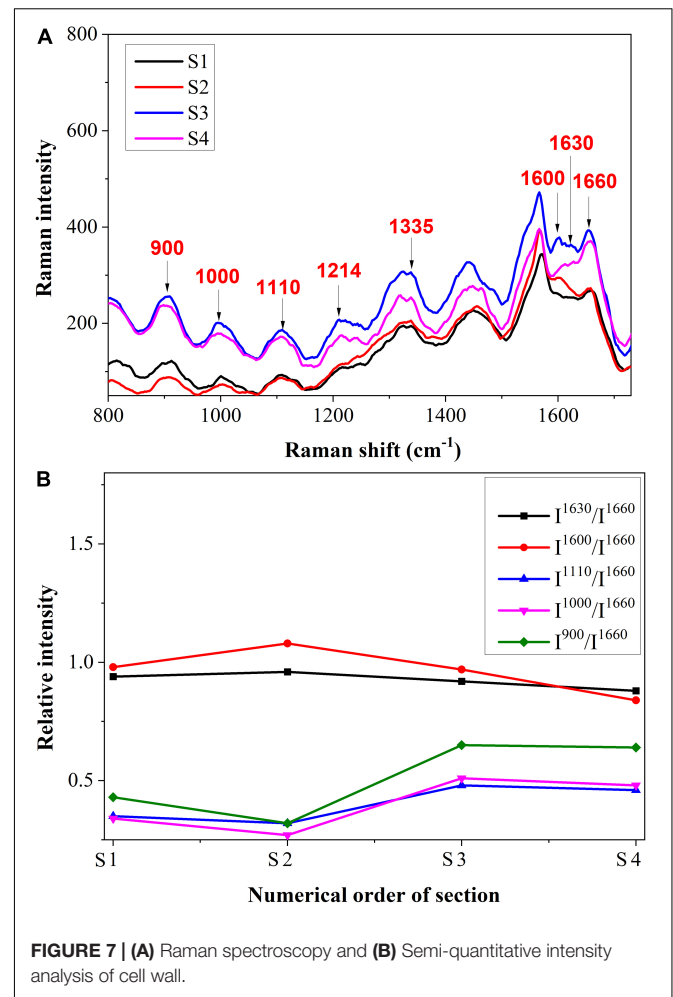 A
800
600
400
200
Raman intensity
S1
S2
S3
S4
900
1000
1110
1214
1335
1600
1630
1660
800
1000
1200
1400
1600
Raman shift (cm⁻¹)
B
1.5
1.0
0.5
Relative intensity
I¹⁶³⁰/I¹⁶⁶⁰
I¹⁶⁰⁰/I¹⁶⁶⁰
I¹¹¹⁰/I¹⁶⁶⁰
I¹⁰⁰⁰/I¹⁶⁶⁰
I⁹⁰⁰/I¹⁶⁶⁰
S1
S2
S3
S4
Numerical order of section
FIGURE 7 | (A) Raman spectroscopy and (B) Semi-quantitative intensity
analysis of cell wall.